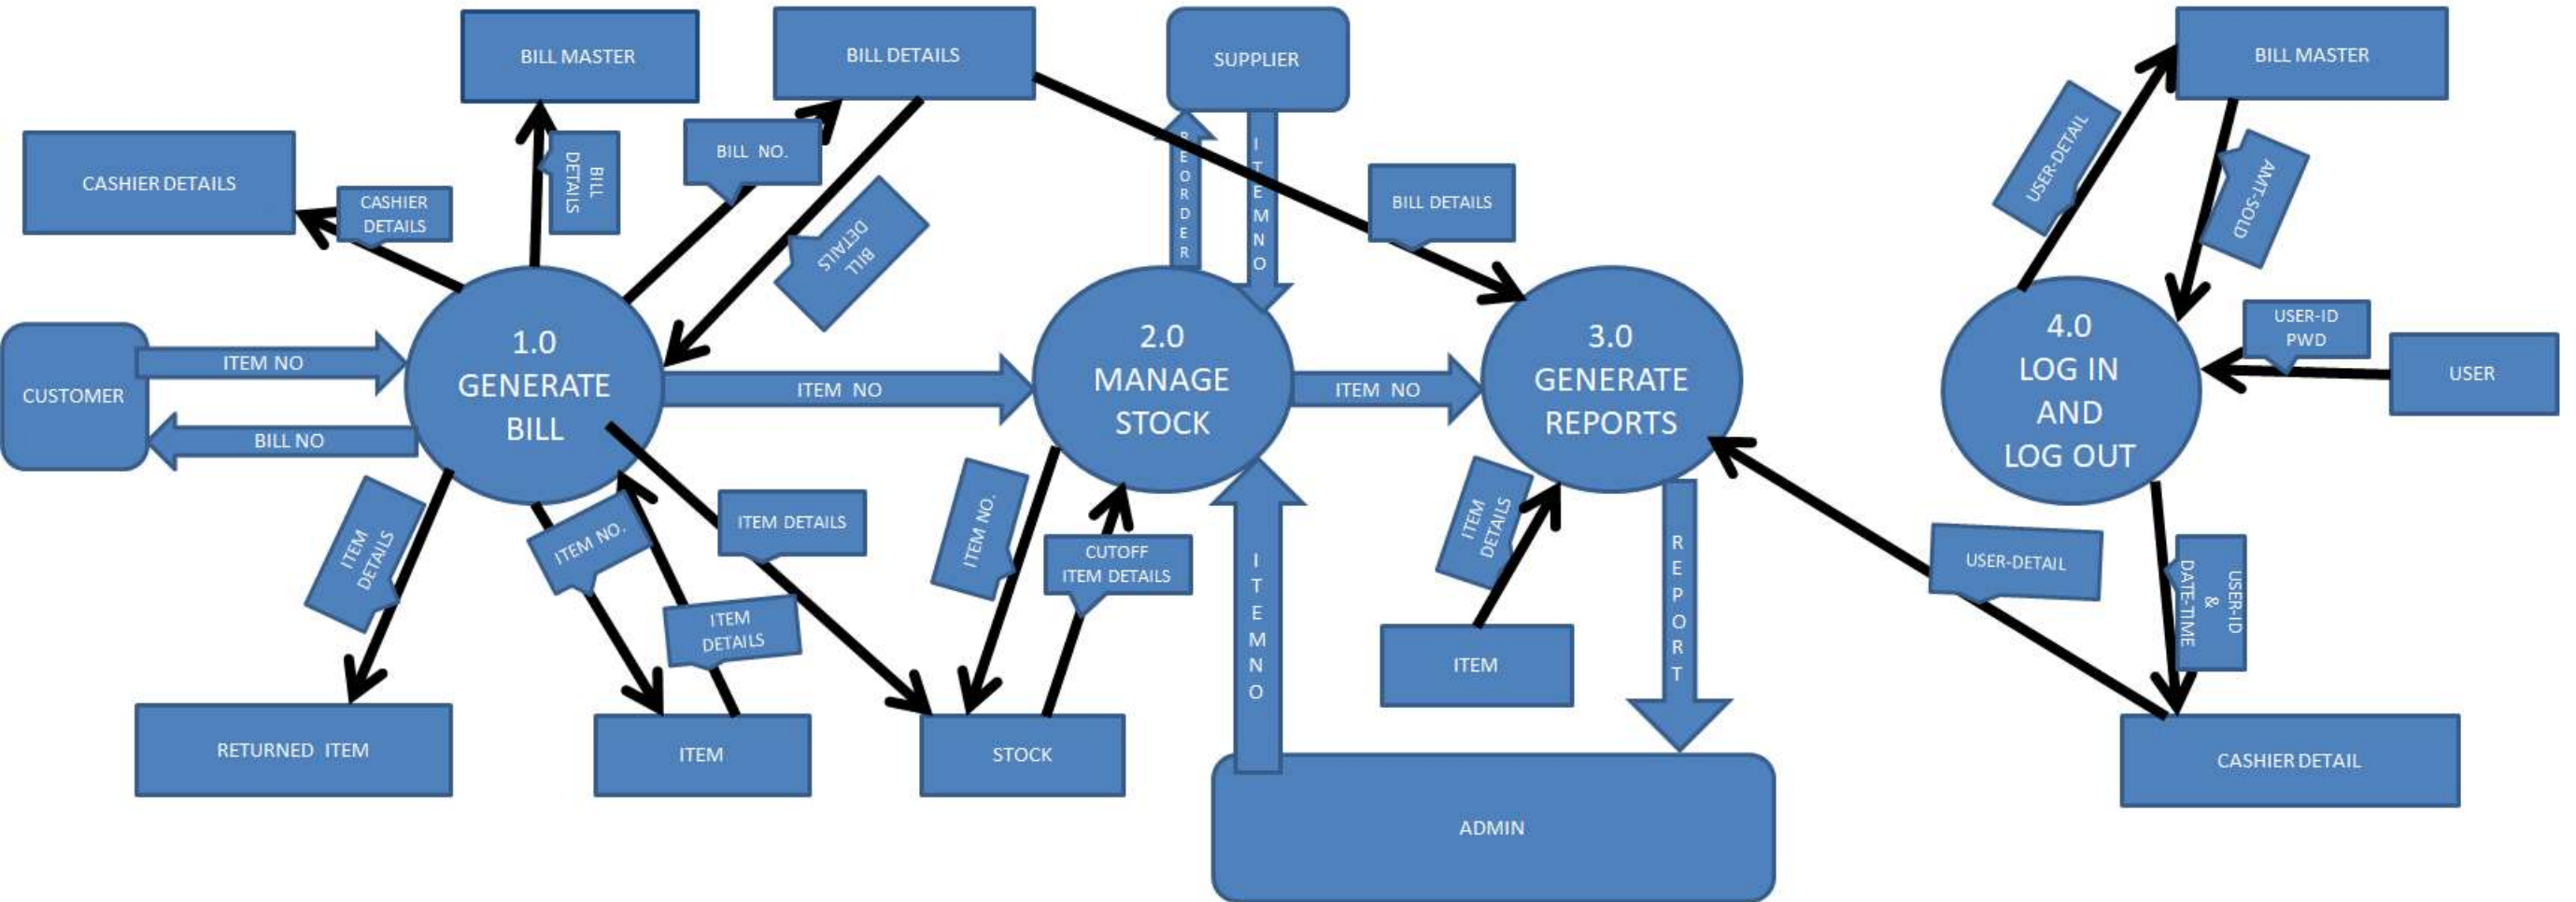 BILL MASTER
BILL DETAILS
SUPPLIER
BILL MASTER
CASHIER DETAILS
CASHIER
DETAILS
BILL
DETAILS
BILL  NO.
BILL
DETAILS
REORDER
ITEMNO
BILL DETAILS
USER-DETAIL
AMT-SOLD
CUSTOMER
ITEM NO
BILL NO
1.0
GENERATE
BILL
ITEM  NO
2.0
MANAGE
STOCK
ITEM  NO
3.0
GENERATE
REPORTS
4.0
LOG IN
AND
LOG OUT
USER-ID
PWD
USER
ITEM
DETAILS
ITEM NO.
ITEM DETAILS
ITEM
DETAILS
ITEM NO.
CUTOFF
ITEM DETAILS
ITEMNO
ITEM
DETAILS
REPORT
USER-DETAIL
USER-ID
&
DATE-TIME
RETURNED  ITEM
ITEM
STOCK
ITEM
ADMIN
CASHIER DETAIL